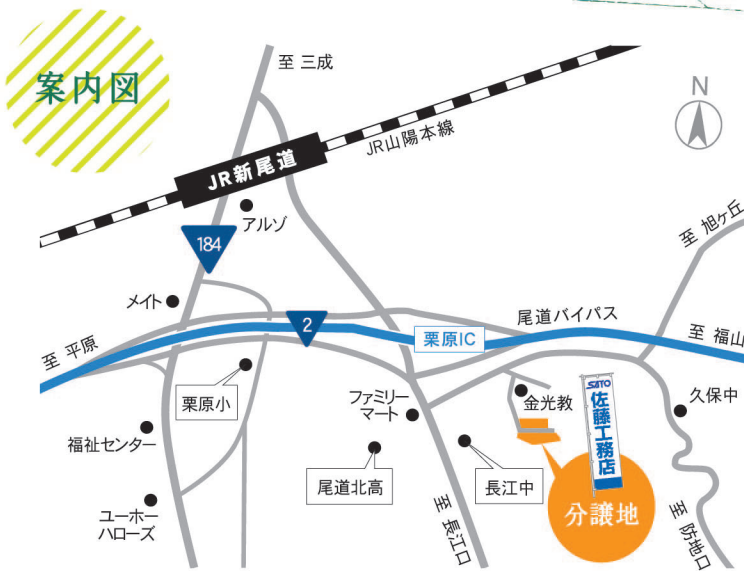 案内図
至 三成
N
JR新尾道
JR山陽本線
アルゾ
184
至 旭ヶ丘
メイト
2
栗原IC
尾道バイパス
至 福山
至 平原
栗原小
ファミリー
マート
金光教
SATO
佐藤工務店
久保中
福祉センター
尾道北高
長江中
分譲地
ユーホー
ハローズ
至 長江口
至 防地口